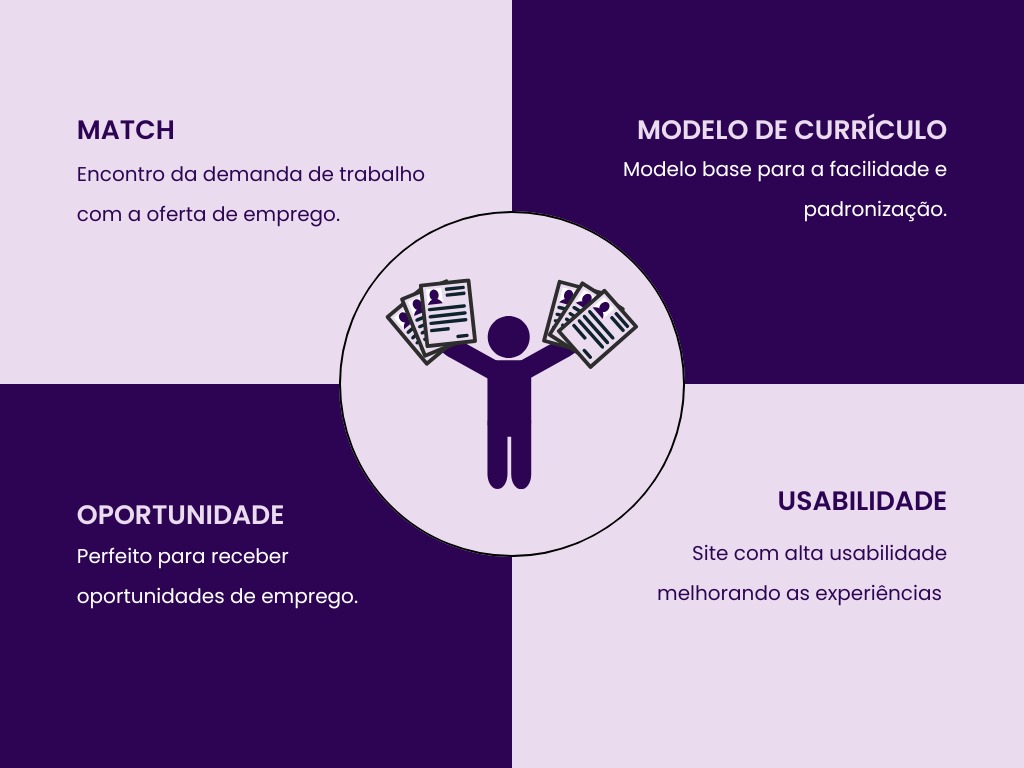 MATCH
Encontro da demanda de trabalho
com a oferta de emprego.
MODELO DE CURRÍCULO
Modelo base para a facilidade e
padronização.
OPORTUNIDADE
Perfeito para receber
oportunidades de emprego.
USABILIDADE
Site com alta usabilidade
melhorando as experiências